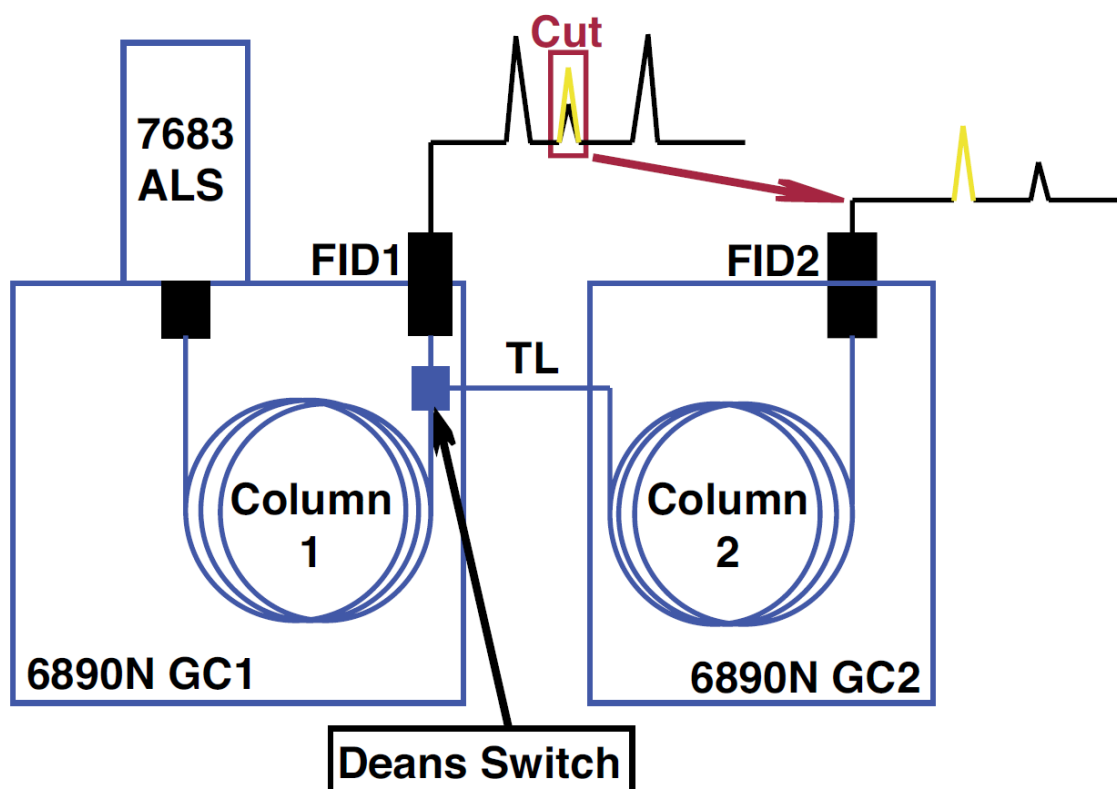 Cut
7683
ALS
FID1
FID2
TL
Column
1
Column
2
6890N GC1
6890N GC2
Deans Switch